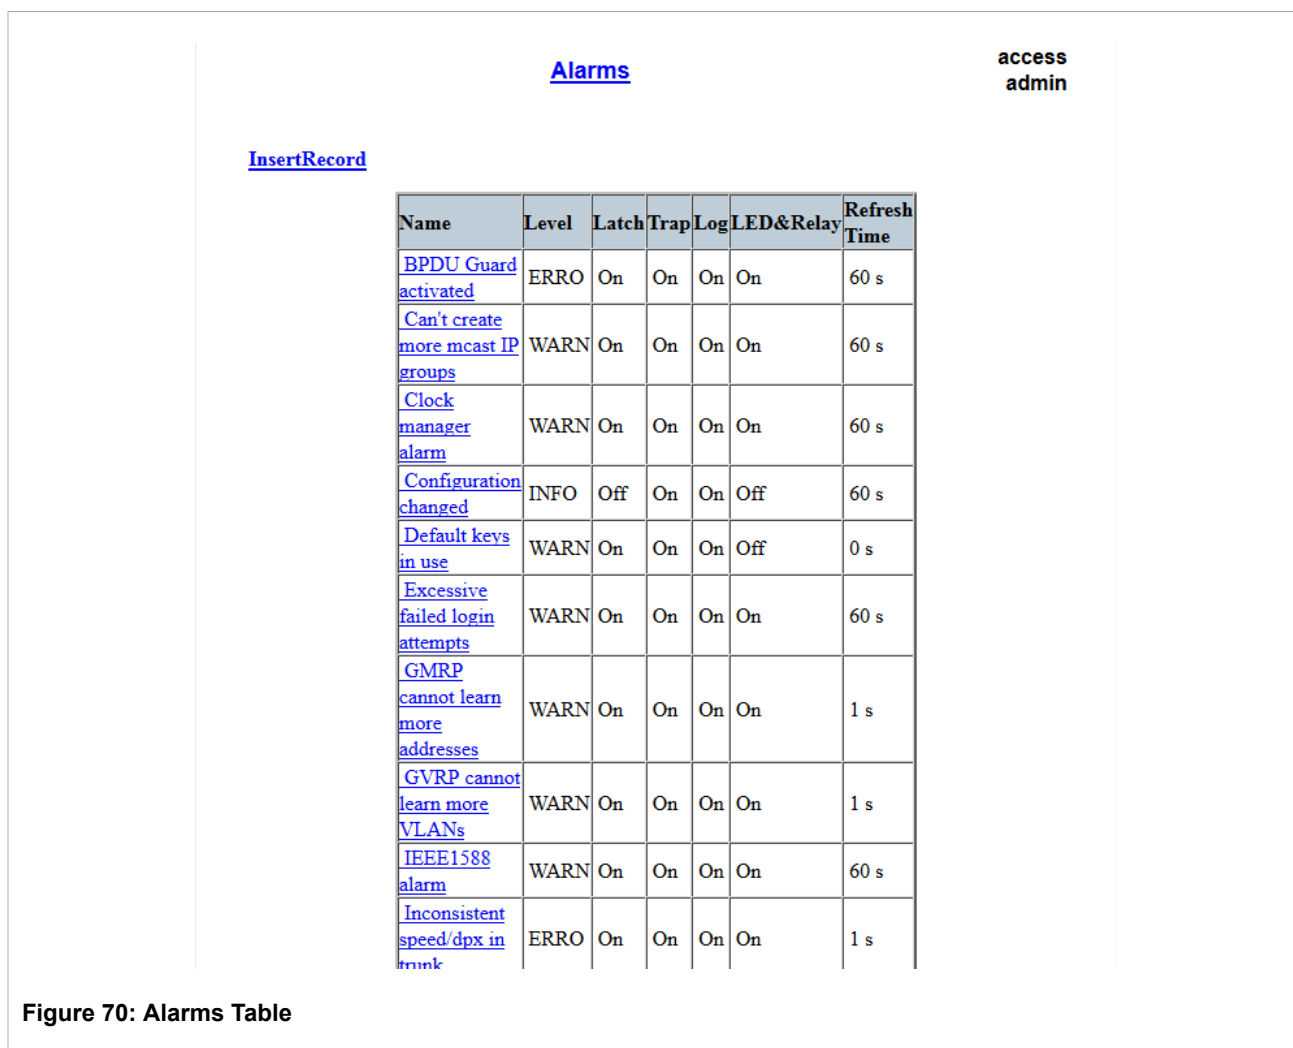 Alarms
access
admin
InsertRecord
Name Level Latch Trap Log LED&Relay Refresh Time
BPDU Guard activated ERRO On On On On 60 s
Can't create more mcast IP groups WARN On On On On 60 s
Clock manager alarm WARN On On On On 60 s
Configuration changed INFO Off On On Off 60 s
Default keys in use WARN On On On Off 0 s
Excessive failed login attempts WARN On On On On 60 s
GMRP cannot learn more addresses WARN On On On On 1 s
GVRP cannot learn more VLANs WARN On On On On 1 s
IEEE1588 alarm WARN On On On On 60 s
Inconsistent speed/dpx in trunk ERRO On On On On 1 s
Figure 70: Alarms Table